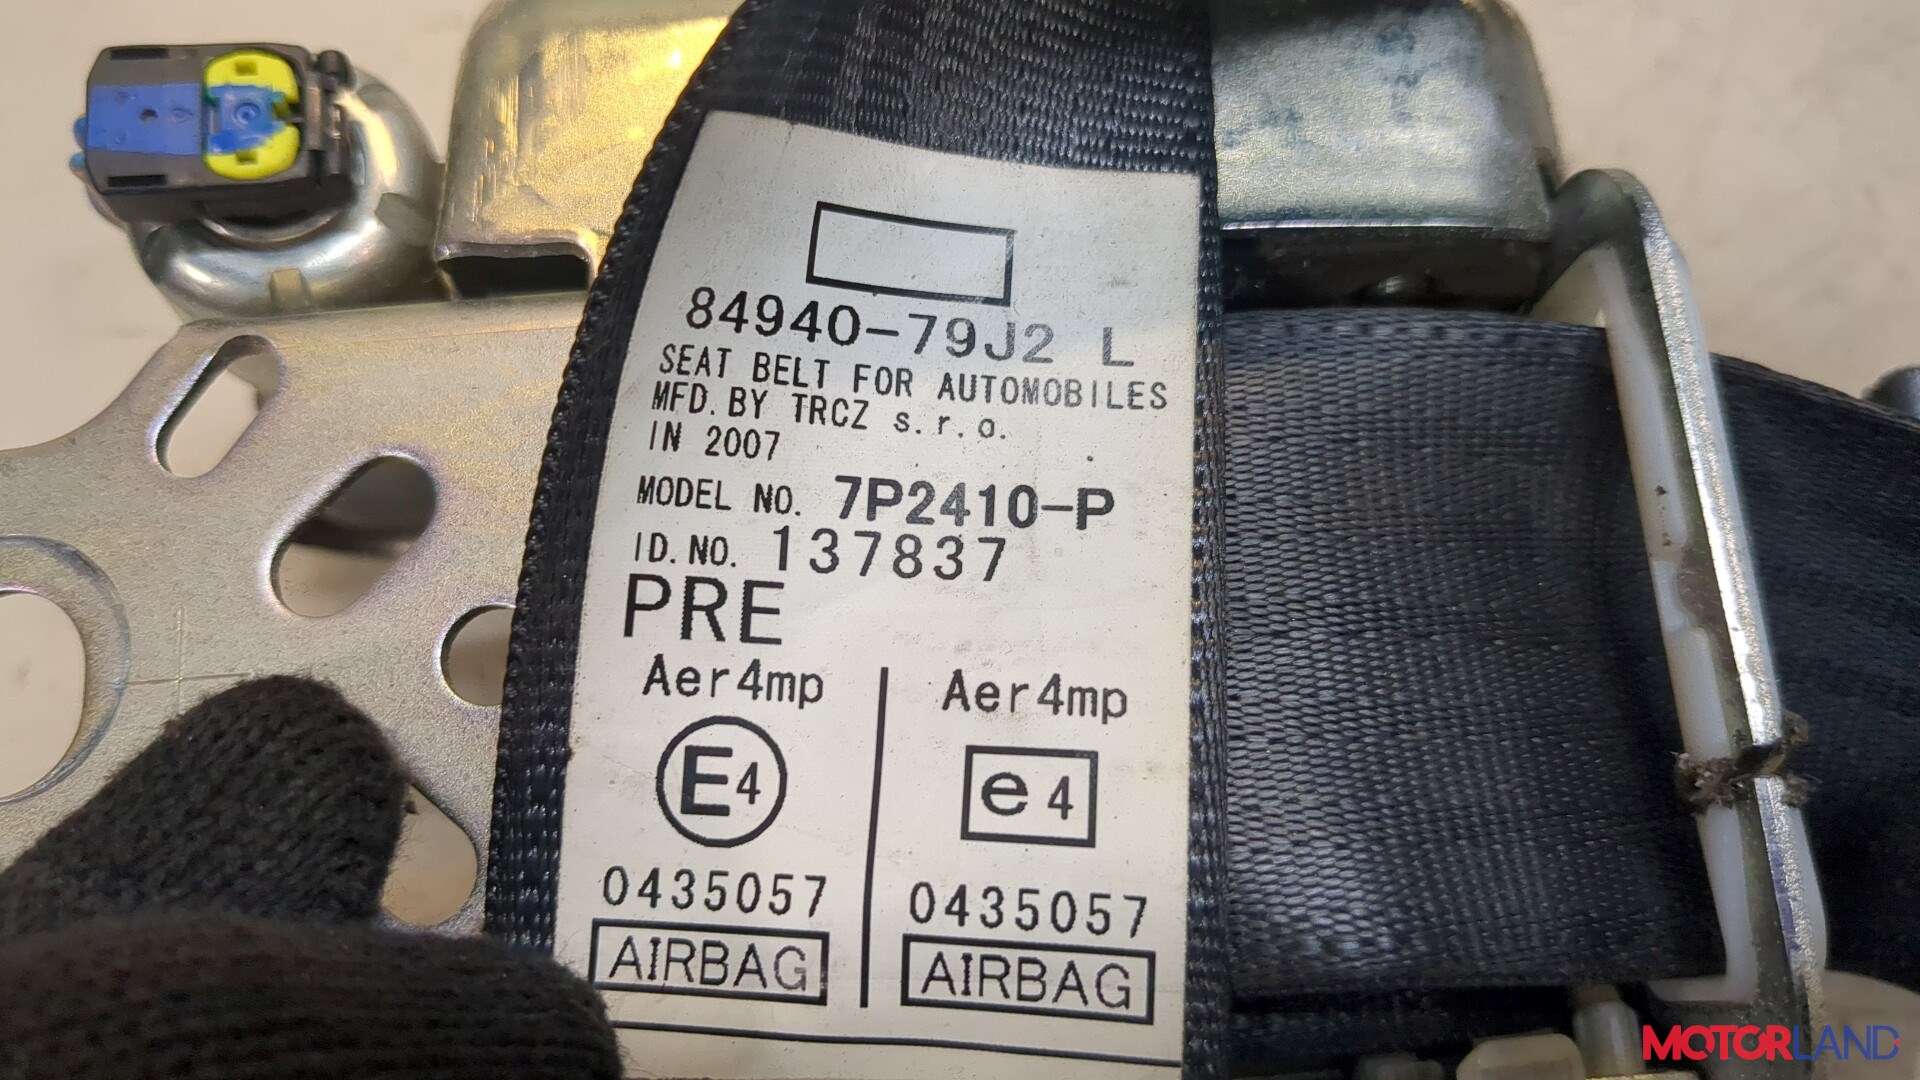 84940-79J2 L
SEAT BELT FOR AUTOMOBILES
MFD. BY TRCZ s.r.o.
IN 2007
MODEL NO. 7P2410-P
ID. NO. 137837
PRE
Aer4mp Aer4mp
E4 e4
0435057 0435057
AIRBAG AIRBAG
MOTORLAND